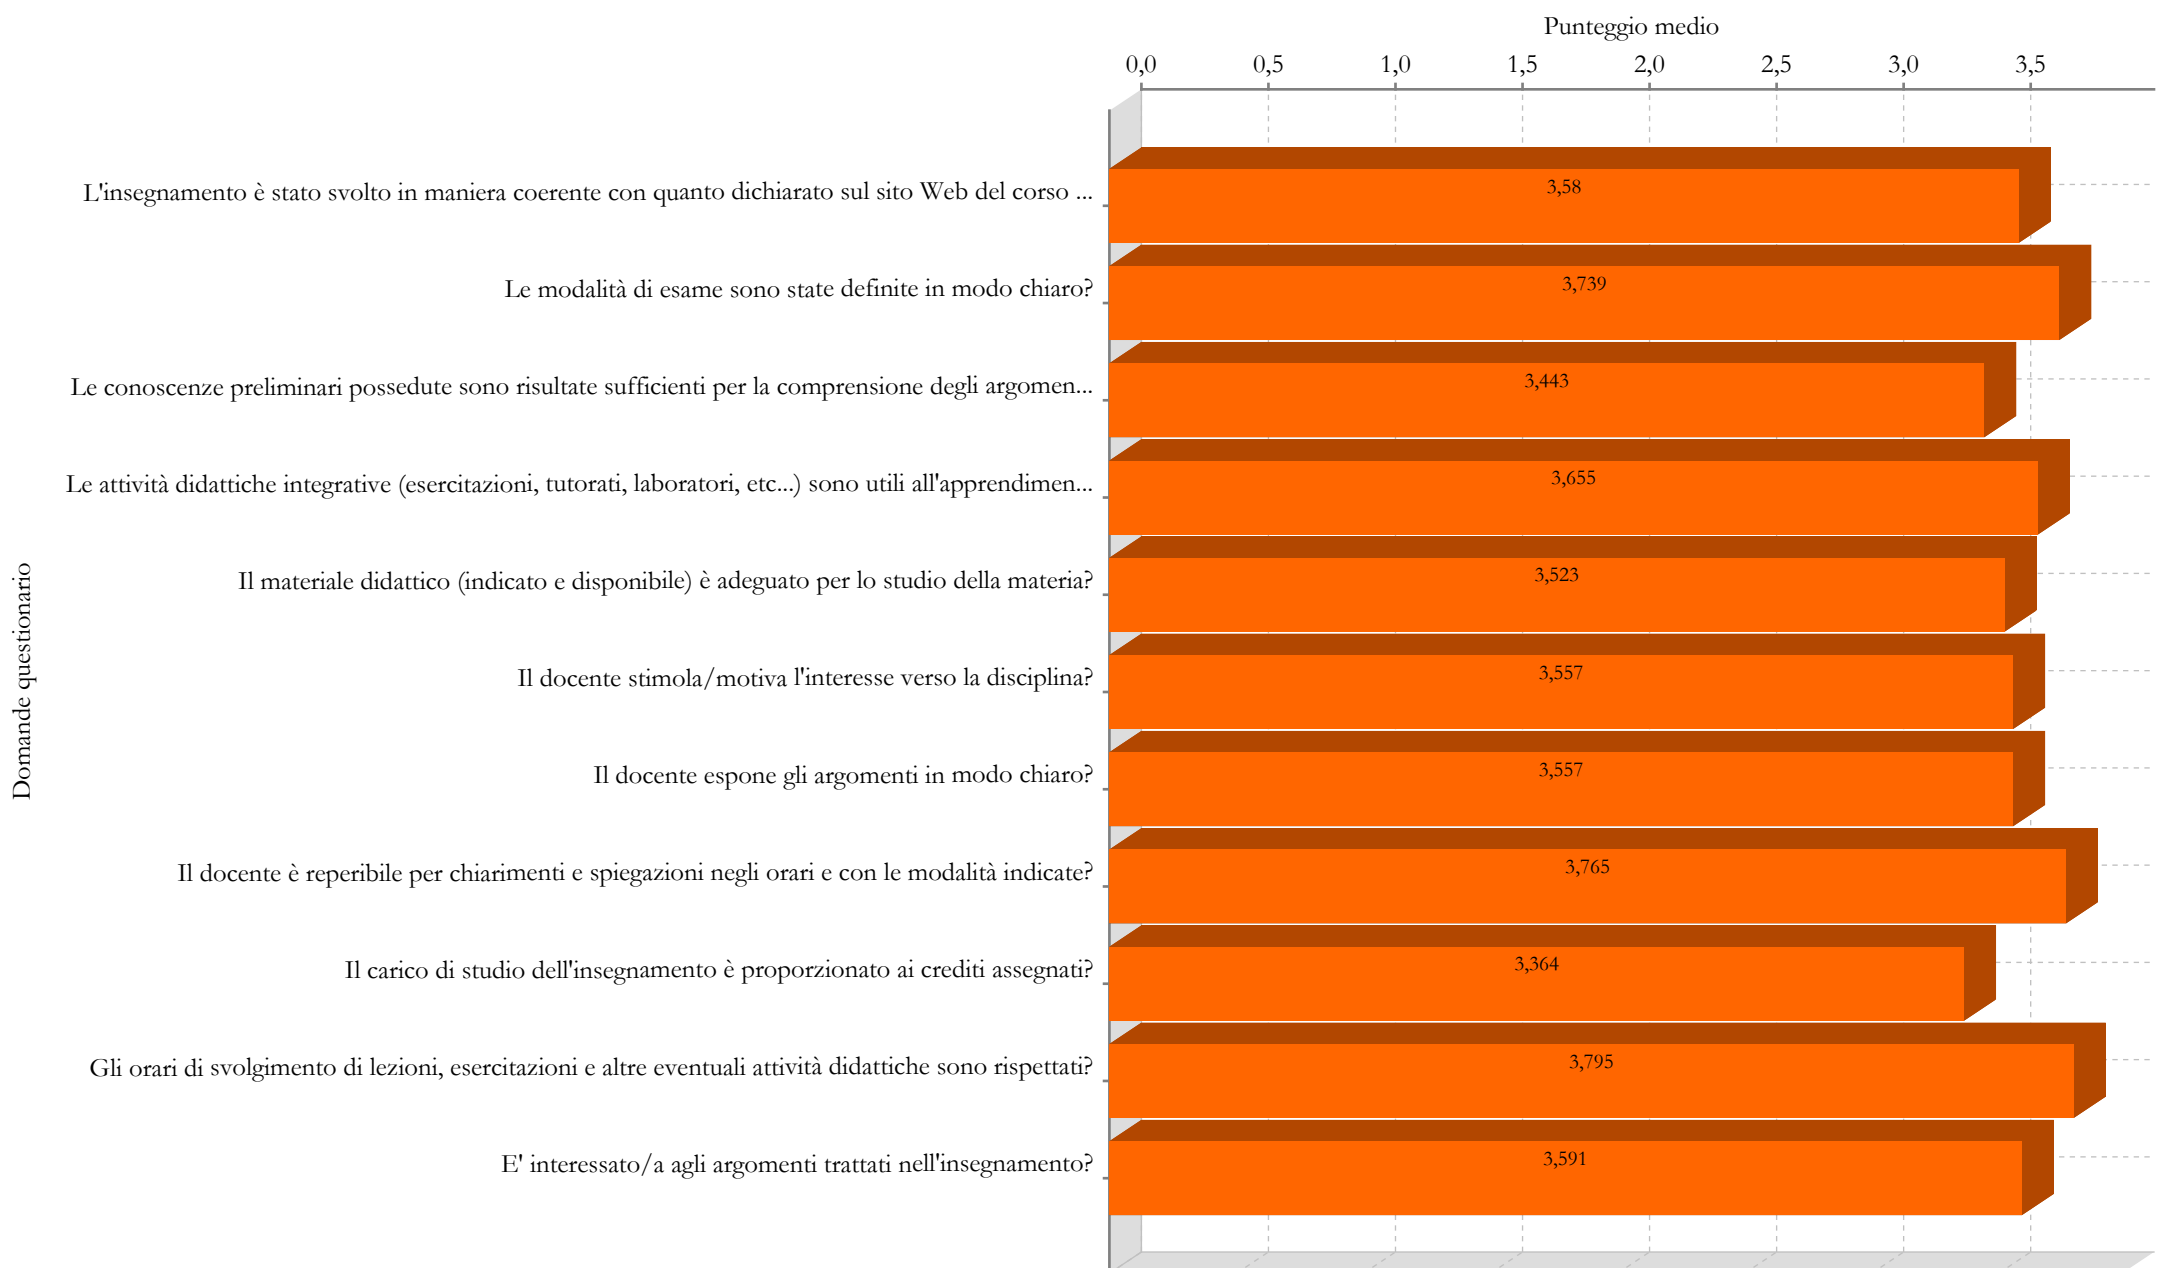 Punteggio medio
0,0 0,5 1,0 1,5 2,0 2,5 3,0 3,5
Domande questionario
L'insegnamento è stato svolto in maniera coerente con quanto dichiarato sul sito Web del corso ... 3,58
Le modalità di esame sono state definite in modo chiaro? 3,739
Le conoscenze preliminari possedute sono risultate sufficienti per la comprensione degli argomen... 3,443
Le attività didattiche integrative (esercitazioni, tutorati, laboratori, etc...) sono utili all'apprendimen... 3,655
Il materiale didattico (indicato e disponibile) è adeguato per lo studio della materia? 3,523
Il docente stimola/motiva l'interesse verso la disciplina? 3,557
Il docente espone gli argomenti in modo chiaro? 3,557
Il docente è reperibile per chiarimenti e spiegazioni negli orari e con le modalità indicate? 3,765
Il carico di studio dell'insegnamento è proporzionato ai crediti assegnati? 3,364
Gli orari di svolgimento di lezioni, esercitazioni e altre eventuali attività didattiche sono rispettati? 3,795
E' interessato/a agli argomenti trattati nell'insegnamento? 3,591